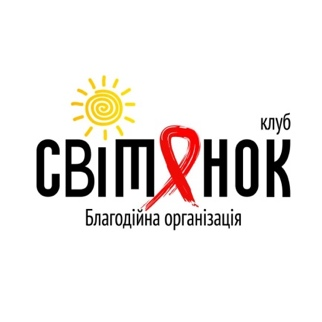 клуб
СВІТАНОК
Благодійна організація